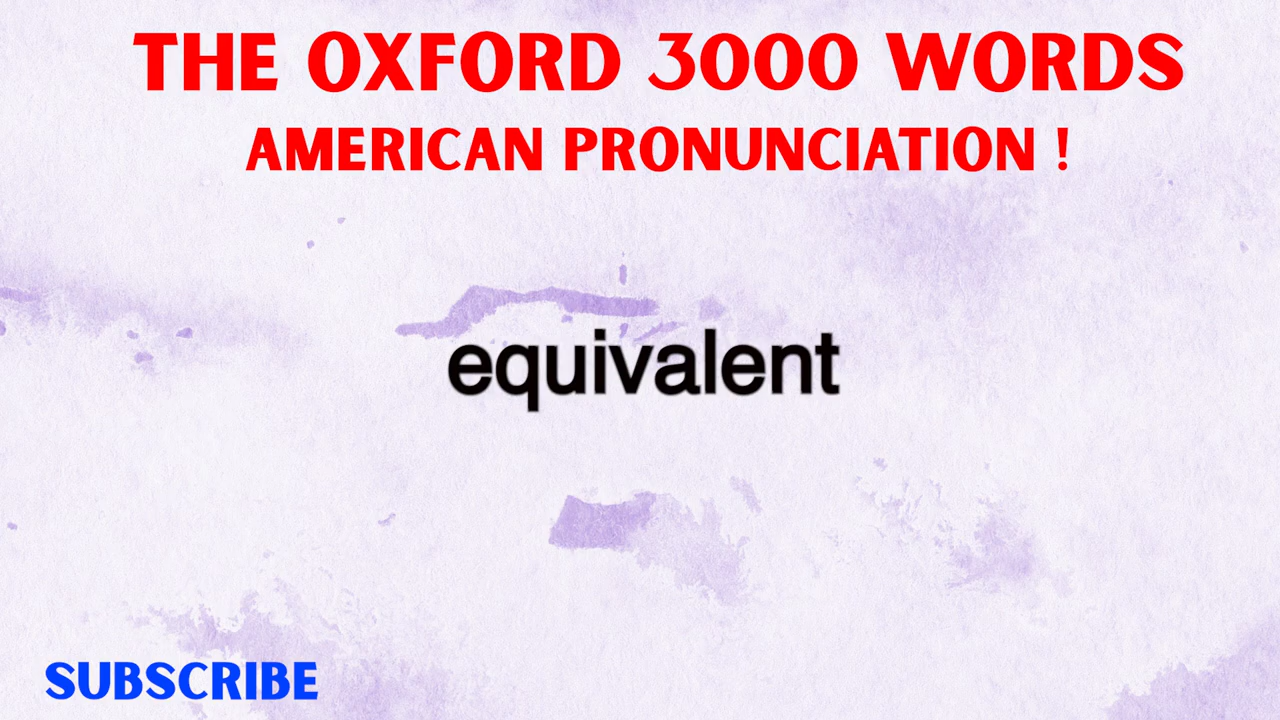 THE OXFORD 3000 WORDS
AMERICAN PRONUNCIATION !
equivalent
SUBSCRIBE